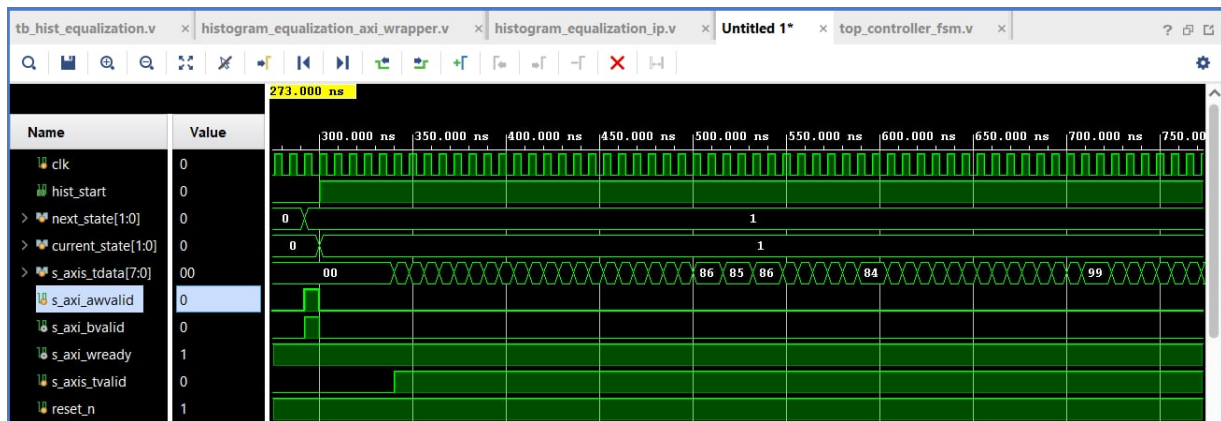 tb_hist_equalization.v × histogram_equalization_axi_wrapper.v × histogram_equalization_ip.v × Untitled 1* × top_controller_fsm.v × ?
273.000 ns
Name Value 300.000 ns 350.000 ns 400.000 ns 450.000 ns 500.000 ns 550.000 ns 600.000 ns 650.000 ns 700.000 ns 750.00
clk 0
hist_start 0
next_state[1:0] 0 0 1
current_state[1:0] 0 0 1
s_axis_tdata[7:0] 00 00 86 85 86 84 99
s_axi_awvalid 0
s_axi_bvalid 0
s_axi_wready 1
s_axis_tvalid 0
reset_n 1